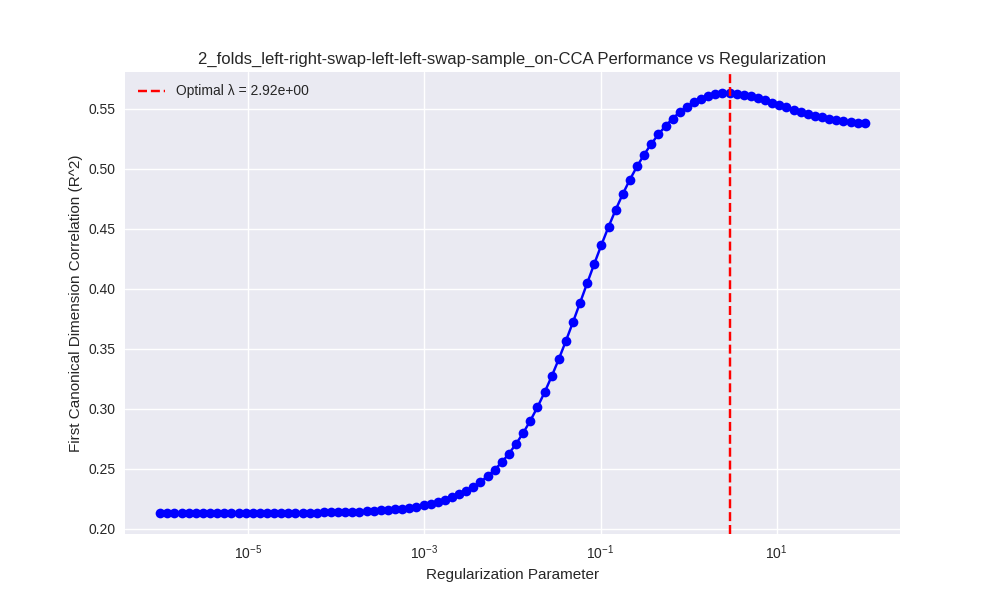 2_folds_left-right-swap-left-left-swap-sample_on-CCA Performance vs Regularization
Optimal λ = 2.92e+00
First Canonical Dimension Correlation (R^2)
0.55
0.50
0.45
0.40
0.35
0.30
0.25
0.20
10⁻⁵ 10⁻³ 10⁻¹ 10¹
Regularization Parameter